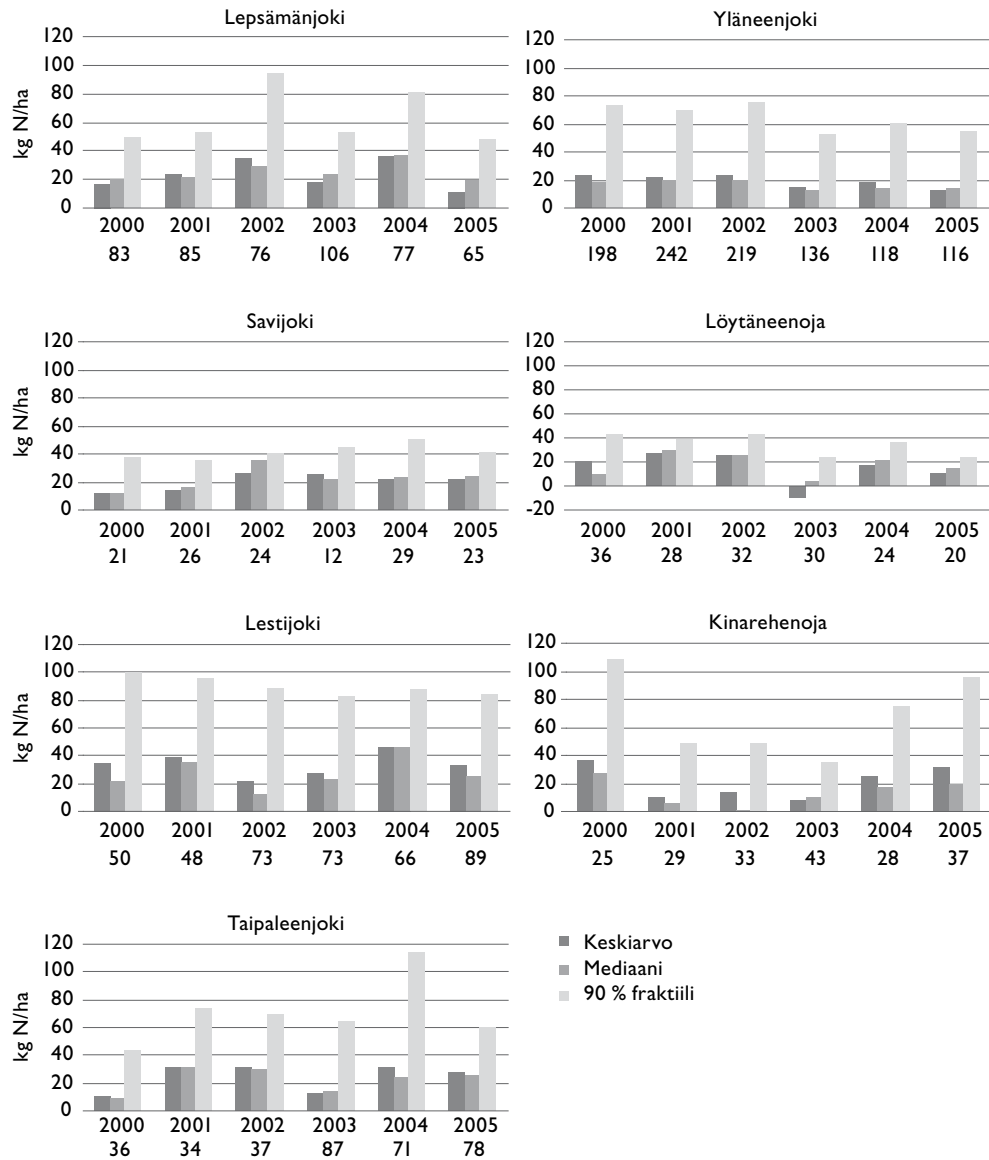 Lepsämänjoki
kg N/ha
120
100
80
60
40
20
0
2000 2001 2002 2003 2004 2005
83 85 76 106 77 65
Yläneenjoki
120
100
80
60
40
20
0
2000 2001 2002 2003 2004 2005
198 242 219 136 118 116
Savijoki
kg N/ha
120
100
80
60
40
20
0
2000 2001 2002 2003 2004 2005
21 26 24 12 29 23
Löytäneenoja
120
100
80
60
40
20
0
-20
2000 2001 2002 2003 2004 2005
36 28 32 30 24 20
Lestijoki
kg N/ha
120
100
80
60
40
20
0
2000 2001 2002 2003 2004 2005
50 48 73 73 66 89
Kinarehenoja
120
100
80
60
40
20
0
2000 2001 2002 2003 2004 2005
25 29 33 43 28 37
Taipaleenjoki
kg N/ha
120
100
80
60
40
20
0
2000 2001 2002 2003 2004 2005
36 34 37 87 71 78
Keskiarvo
Mediaani
90 % fraktiili